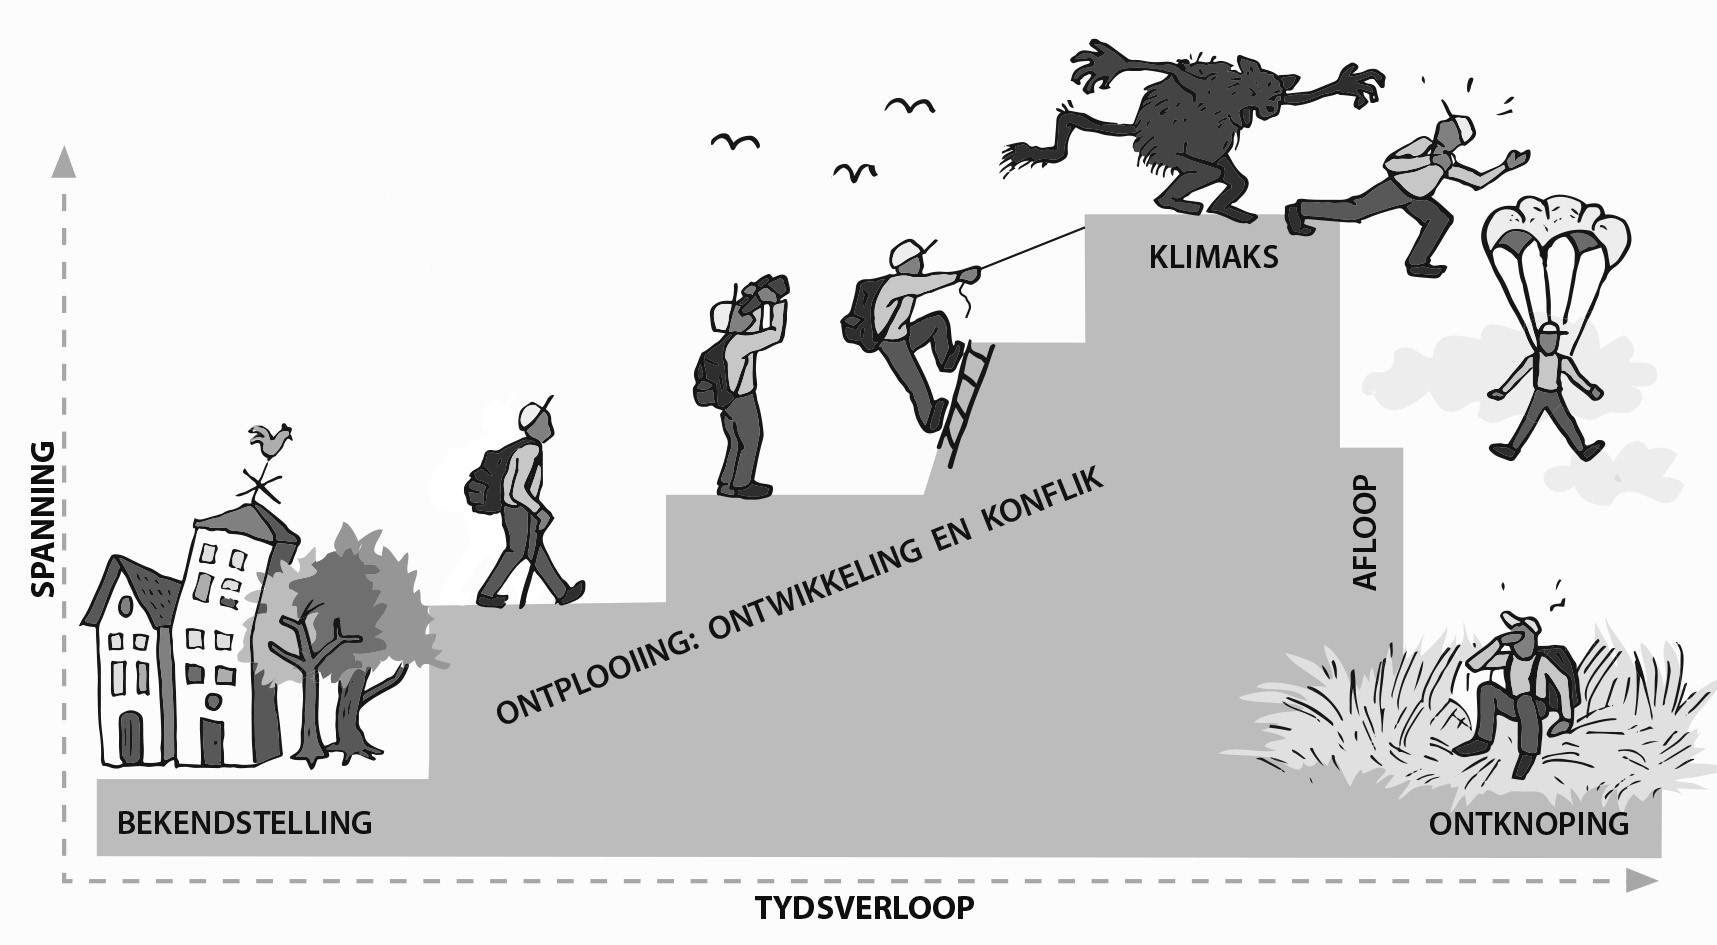 SPANNING
KLIMAKS
ONTPLOOIING: ONTWIKKELING EN KONFLIK
AFLOOP
BEKENDSTELLING
ONTKNOPING
TYDSVERLOOP